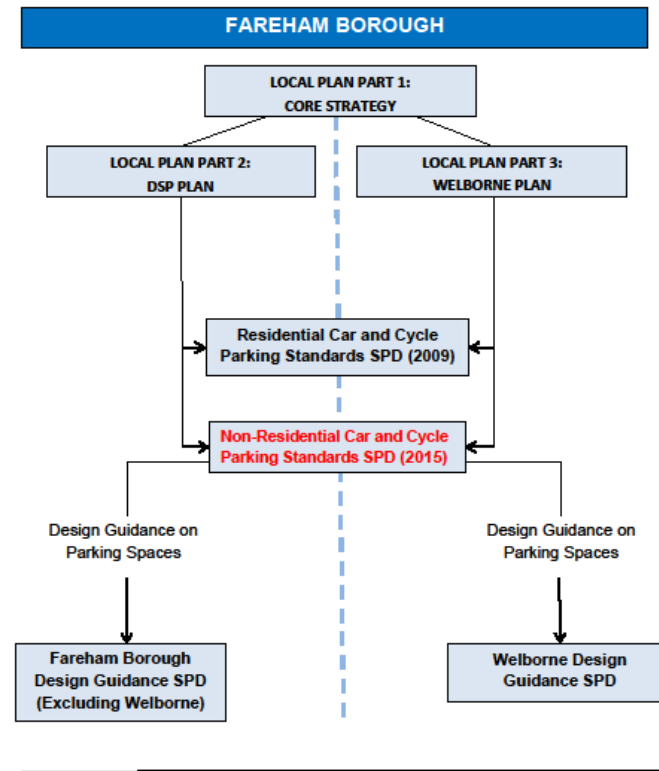 FAREHAM BOROUGH
LOCAL PLAN PART 1:
CORE STRATEGY
LOCAL PLAN PART 2:
DSP PLAN
LOCAL PLAN PART 3:
WELBORNE PLAN
Residential Car and Cycle
Parking Standards SPD (2009)
Non-Residential Car and Cycle
Parking Standards SPD (2015)
Design Guidance on
Parking Spaces
Design Guidance on
Parking Spaces
Fareham Borough
Design Guidance SPD
(Excluding Welborne)
Welborne Design
Guidance SPD